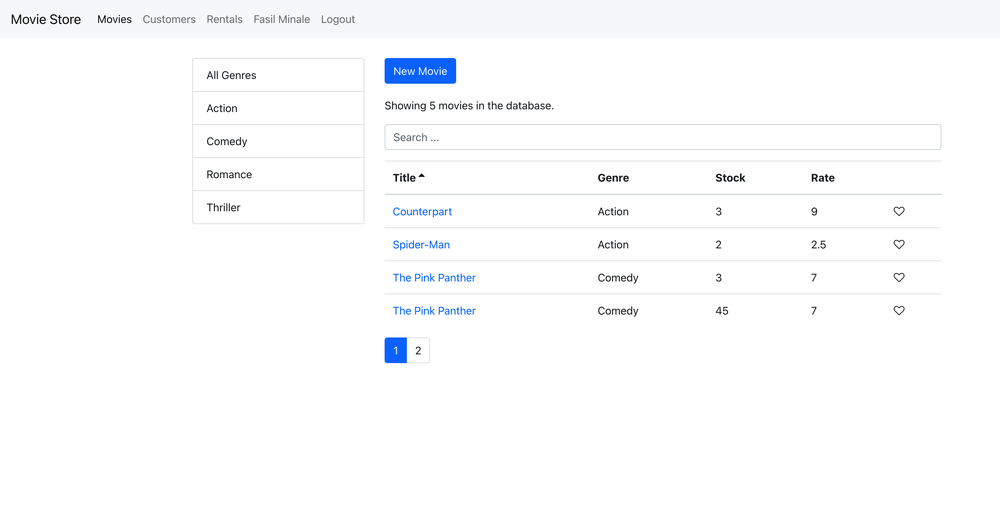 Movie Store Movies Customers Rentals Fasil Minale Logout
All Genres
Action
Comedy
Romance
Thriller
New Movie
Showing 5 movies in the database.
Search ...
Title Genre Stock Rate
Counterpart Action 3 9
Spider-Man Action 2 2.5
The Pink Panther Comedy 3 7
The Pink Panther Comedy 45 7
1 2